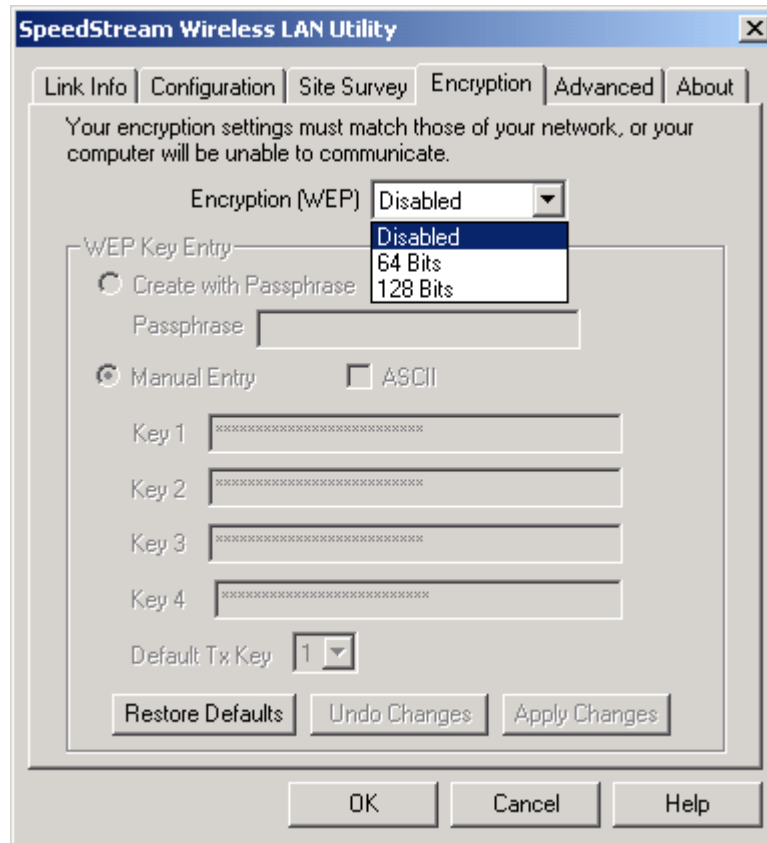 SpeedStream Wireless LAN Utility
Link Info Configuration Site Survey Encryption Advanced About
Your encryption settings must match those of your network, or your
computer will be unable to communicate.
Encryption (WEP) Disabled
Disabled
64 Bits
128 Bits
WEP Key Entry
Create with Passphrase
Passphrase
Manual Entry ASCII
Key 1 **************************
Key 2 **************************
Key 3 **************************
Key 4 **************************
Default Tx Key 1
Restore Defaults Undo Changes Apply Changes
OK Cancel Help